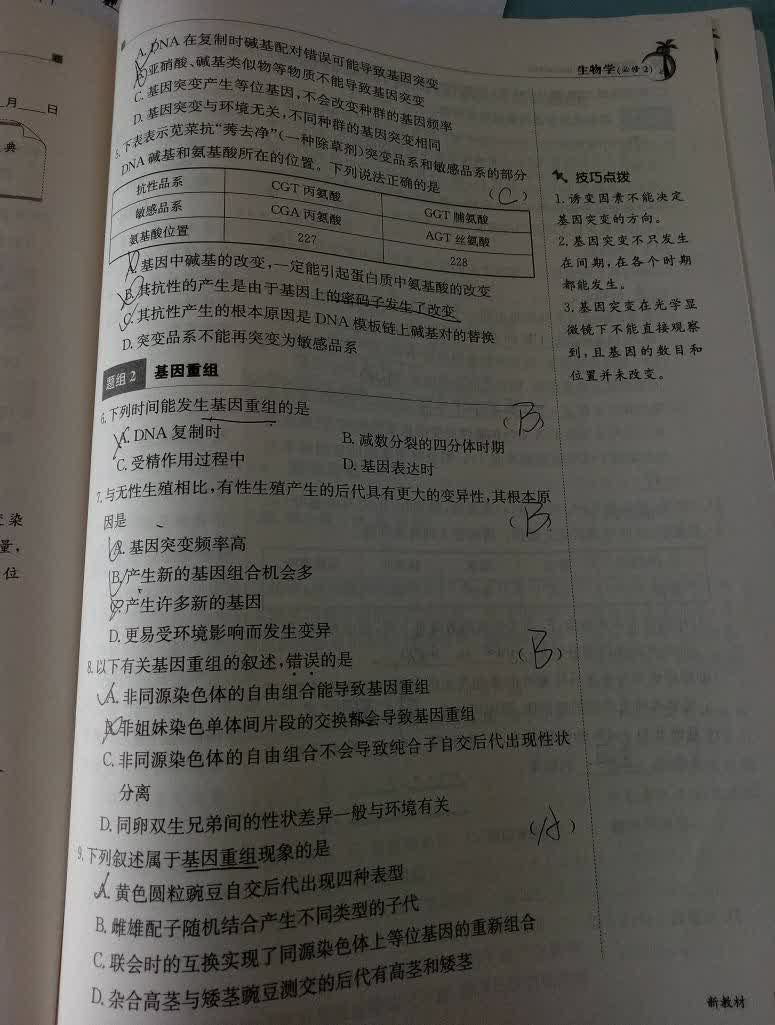 月 日
典
生物学(必修2)
A. DNA在复制时碱基配对错误可能导致基因突变
B. 亚硝酸、碱基类似物等物质不能导致基因突变
C. 基因突变产生等位基因,不会改变种群的基因频率
D. 基因突变与环境无关,不同种群的基因突变相同
5. 下表表示苋菜抗“莠去净”(一种除草剂)突变品系和敏感品系的部分
DNA碱基和氨基酸所在的位置。下列说法正确的是 (C)
抗性品系 CGT 丙氨酸 GGT 脯氨酸
敏感品系 CGA 丙氨酸 AGT 丝氨酸
氨基酸位置 227 228
A. 基因中碱基的改变,一定能引起蛋白质中氨基酸的改变
B. 其抗性的产生是由于基因上的密码子发生了改变
C. 其抗性产生的根本原因是DNA模板链上碱基对的替换
D. 突变品系不能再突变为敏感品系
题组2 基因重组
6. 下列时间能发生基因重组的是 (B)
A. DNA复制时 B. 减数分裂的四分体时期
C. 受精作用过程中 D. 基因表达时
7. 与无性生殖相比,有性生殖产生的后代具有更大的变异性,其根本原
因是 (B)
A. 基因突变频率高
B. 产生新的基因组合机会多
C. 产生许多新的基因
D. 更易受环境影响而发生变异
8. 以下有关基因重组的叙述,错误的是 (B)
A. 非同源染色体的自由组合能导致基因重组
B. 非姐妹染色单体间片段的交换都会导致基因重组
C. 非同源染色体的自由组合不会导致纯合子自交后代出现性状
分离
D. 同卵双生兄弟间的性状差异一般与环境有关
9. 下列叙述属于基因重组现象的是 (A)
A. 黄色圆粒豌豆自交后代出现四种表型
B. 雌雄配子随机结合产生不同类型的子代
C. 联会时的互换实现了同源染色体上等位基因的重新组合
D. 杂合高茎与矮茎豌豆测交的后代有高茎和矮茎
技巧点拨
1. 诱变因素不能决定
基因突变的方向。
2. 基因突变不只发生
在间期,在各个时期
都能发生。
3. 基因突变在光学显
微镜下不能直接观察
到,且基因的数目和
位置并未改变。
染
量,
位
新教材